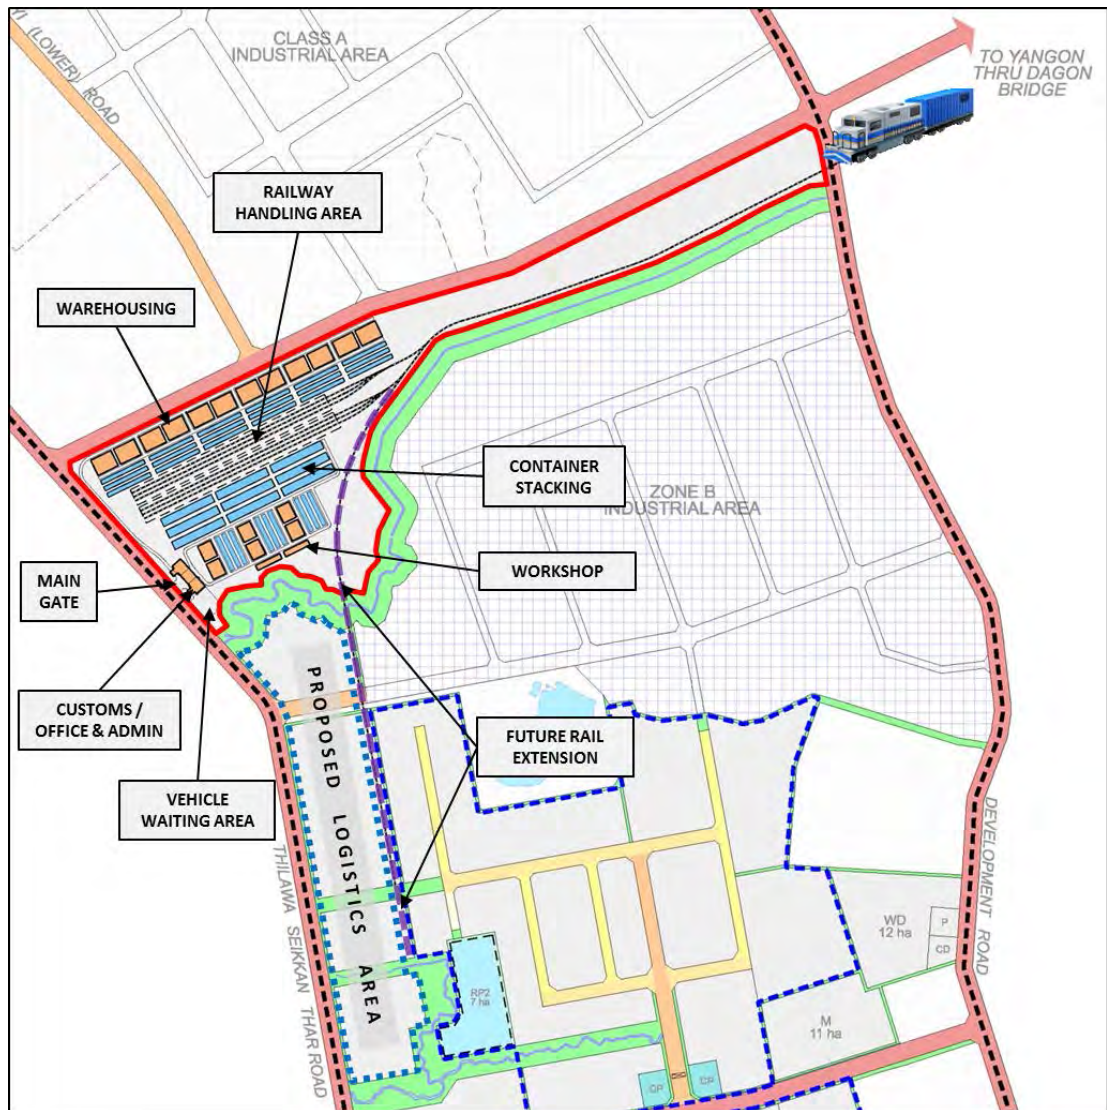 YI (LOWER) ROAD
CLASS A
INDUSTRIAL AREA
TO YANGON
THRU DAGON
BRIDGE
RAILWAY
HANDLING AREA
WAREHOUSING
CONTAINER
STACKING
ZONE B
INDUSTRIAL AREA
WORKSHOP
MAIN
GATE
CUSTOMS /
OFFICE & ADMIN
FUTURE RAIL
EXTENSION
VEHICLE
WAITING AREA
PROPOSED LOGISTICS AREA
THILAWA SEIKKAN THAR ROAD
DEVELOPMENT ROAD
WD
12 ha
P
CD
RP2
7 ha
M
11 ha